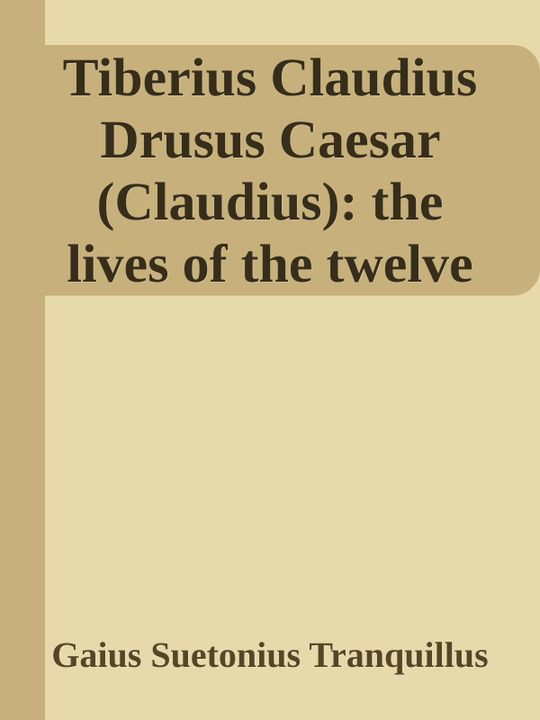 Tiberius Claudius
Drusus Caesar
(Claudius): the
lives of the twelve
Gaius Suetonius Tranquillus